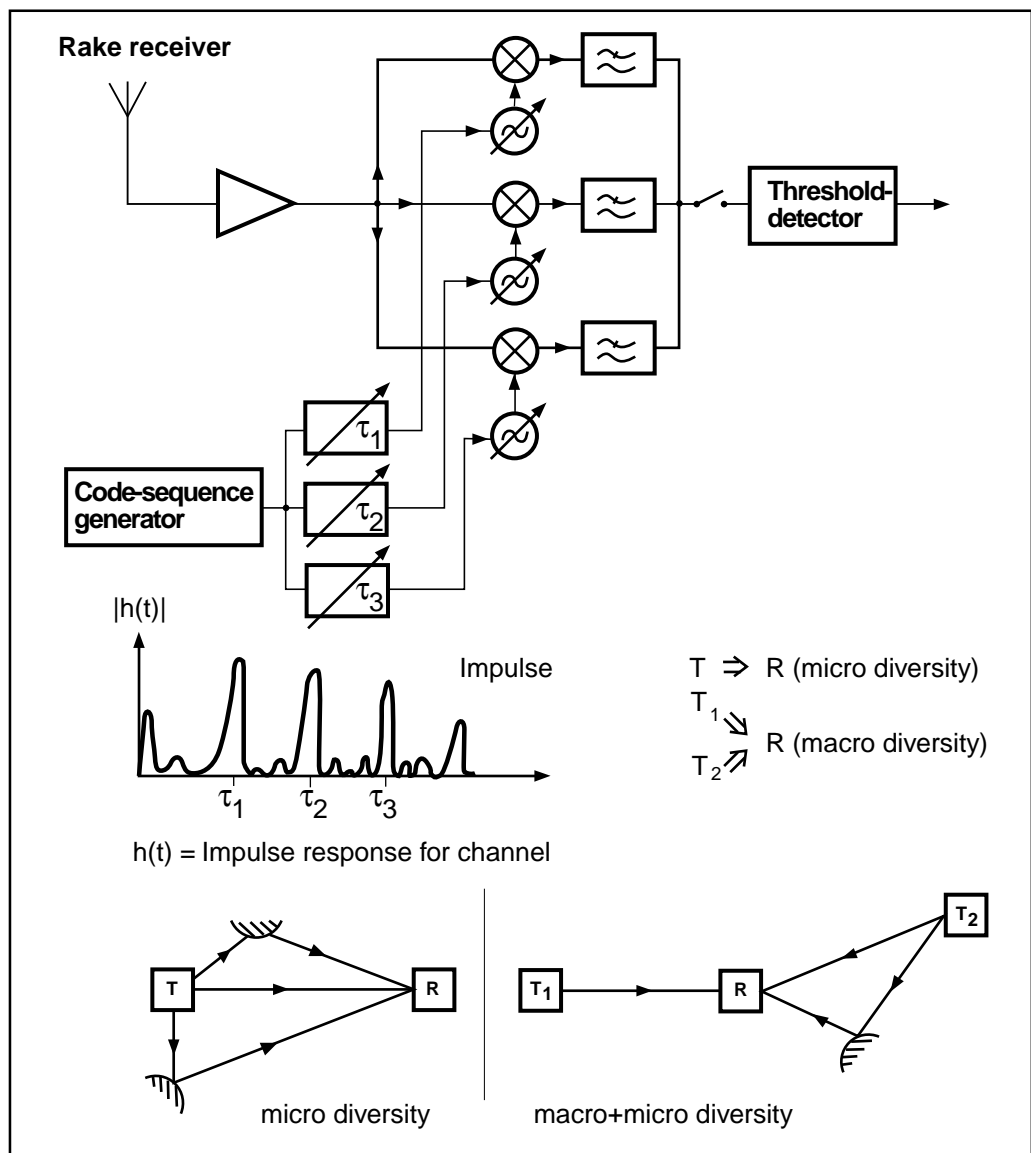 Rake receiver
Threshold-
detector
τ1
Code-sequence
generator
τ2
τ3
|h(t)|
Impulse
T ⇒ R (micro diversity)
T1
R (macro diversity)
T2
τ1 τ2 τ3
h(t) = Impulse response for channel
T2
T R T1 R
micro diversity macro+micro diversity